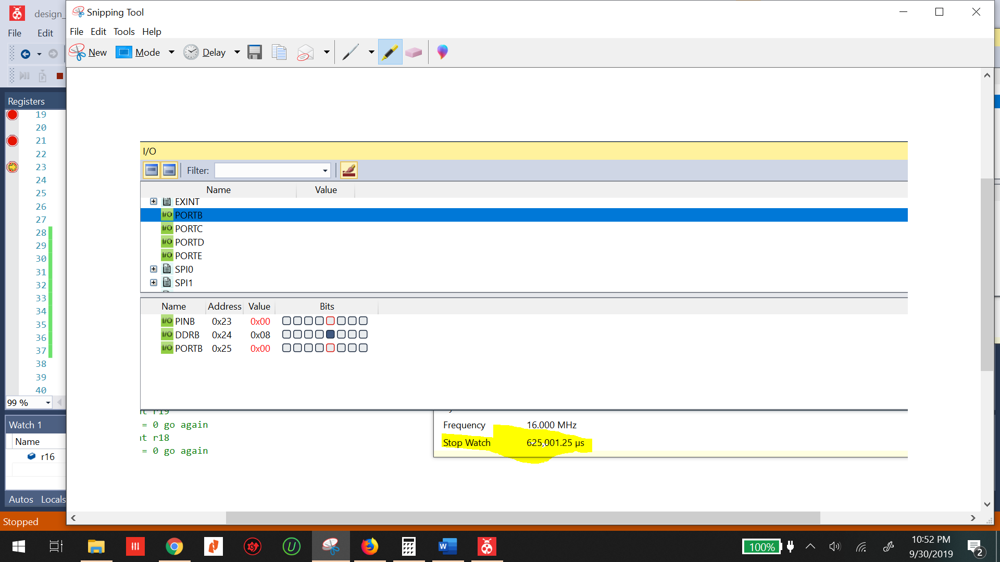 design_
Snipping Tool
File Edit
File Edit Tools Help
New Mode Delay
Registers
19
20
21
22
23
24
25
26
27
28
29
30
31
32
33
34
35
36
37
38
39
40
99 %
I/O
Filter:
Name Value
EXINT
I/O PORTB
I/O PORTC
I/O PORTD
I/O PORTE
SPI0
SPI1
Name Address Value Bits
I/O PINB 0x23 0x00
I/O DDRB 0x24 0x08
I/O PORTB 0x25 0x00
nt r19
= 0 go again
nt r18
= 0 go again
Frequency 16.000 MHz
Stop Watch 625,001.25 µs
Watch 1
Name
r16
Autos Locals
Stopped
U
W
100%
10:52 PM
9/30/2019
2